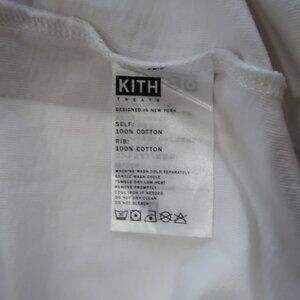 KITH
TREATS
DESIGNED IN NEW YORK
SELF:
100% COTTON
RIB:
100% COTTON
MACHINE WASH COLD SEPARATELY
GENTLE WASH CYCLE
TUMBLE DRY LOW HEAT
REMOVE PROMPTLY
COOL IRON IF NEEDED
DO NOT DRY CLEAN
DO NOT BLEACH